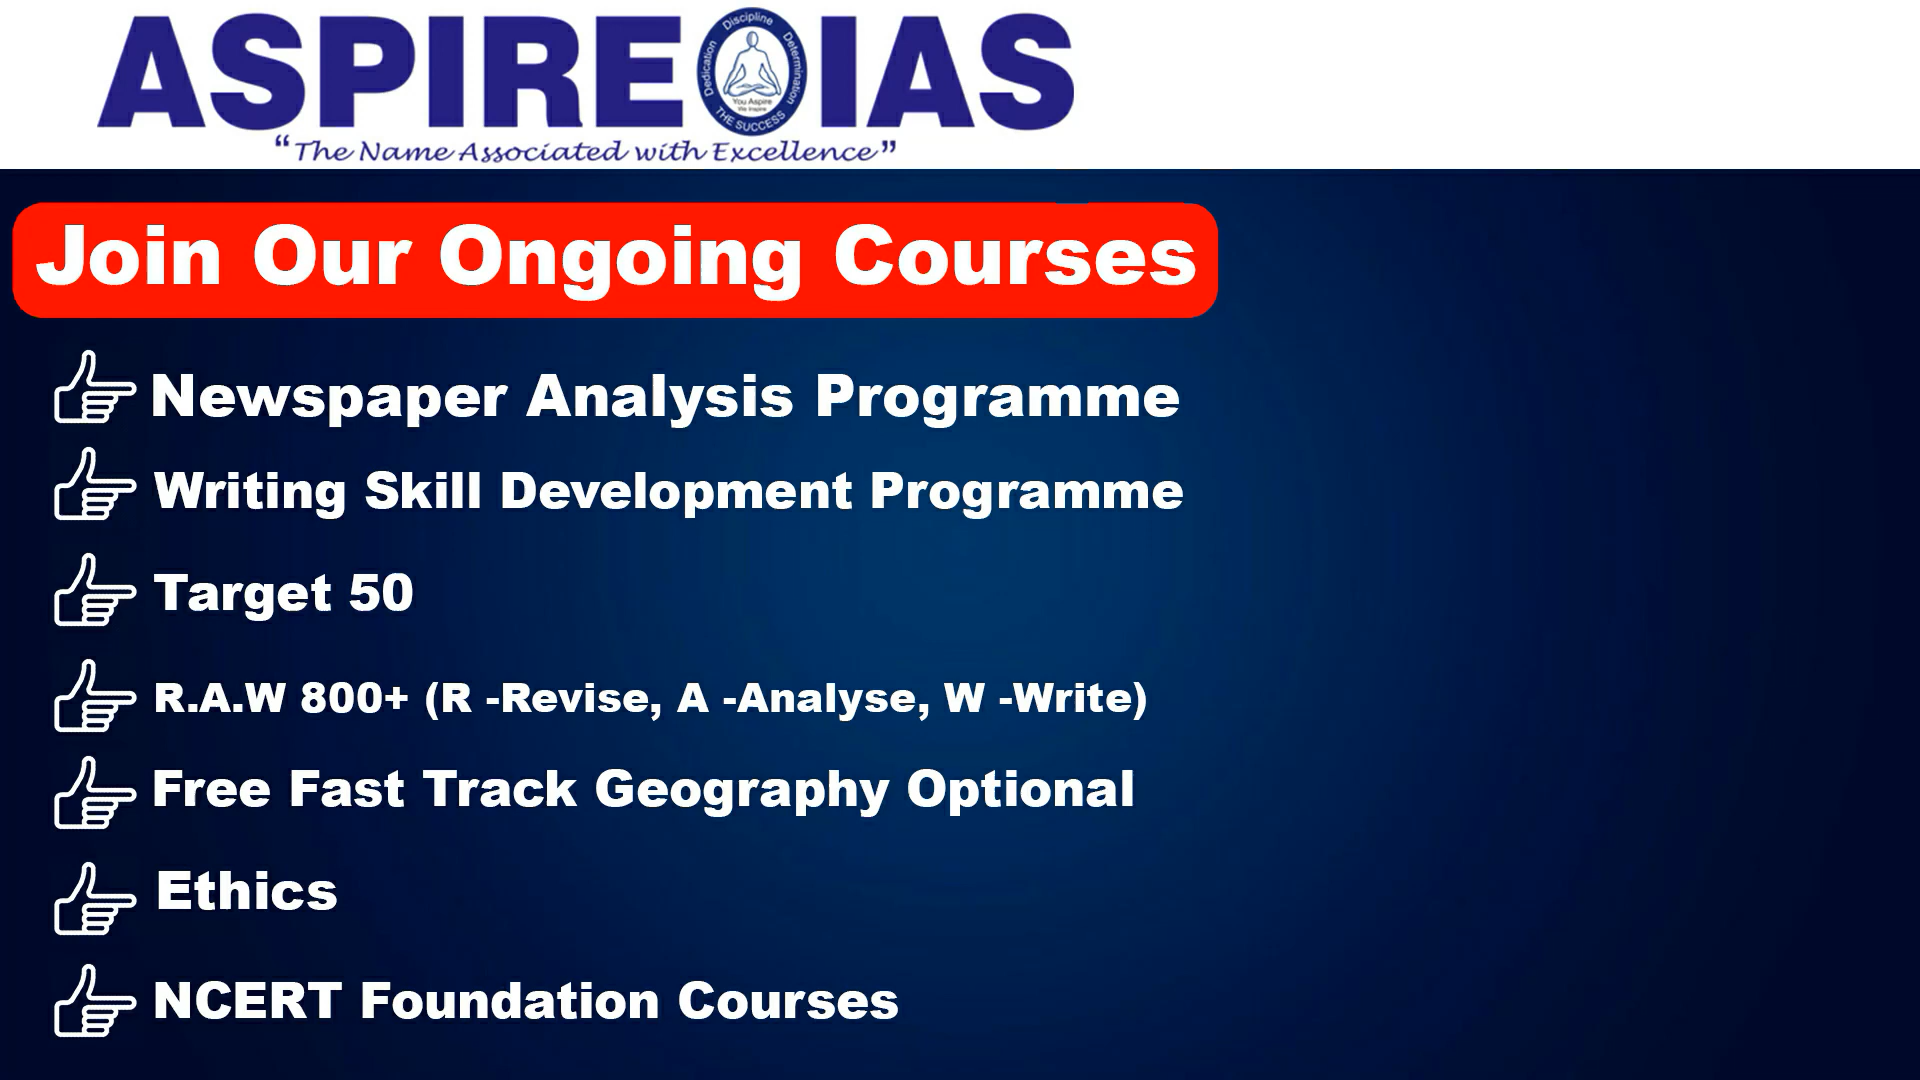 ASPIRE IAS
Discipline
Dedication
Determination
You Aspire
We Inspire
THE SUCCESS
“The Name Associated with Excellence”
Join Our Ongoing Courses
Newspaper Analysis Programme
Writing Skill Development Programme
Target 50
R.A.W 800+ (R -Revise, A -Analyse, W -Write)
Free Fast Track Geography Optional
Ethics
NCERT Foundation Courses